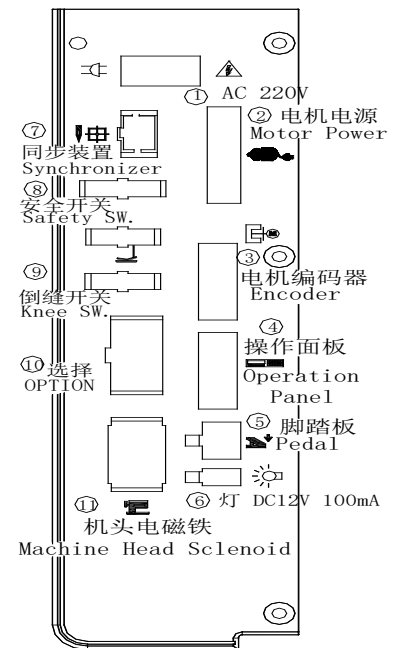 ① AC 220V
② 电机电源
Motor Power
⑦
同步装置
Synchronizer
⑧
安全开关
Safety SW.
③
电机编码器
Encoder
⑨
倒缝开关
Knee SW.
④
操作面板
Operation
Panel
⑩ 选择
OPTION
⑤ 脚踏板
Pedal
⑥ 灯 DC12V 100mA
⑪
机头电磁铁
Machine Head Sclenoid